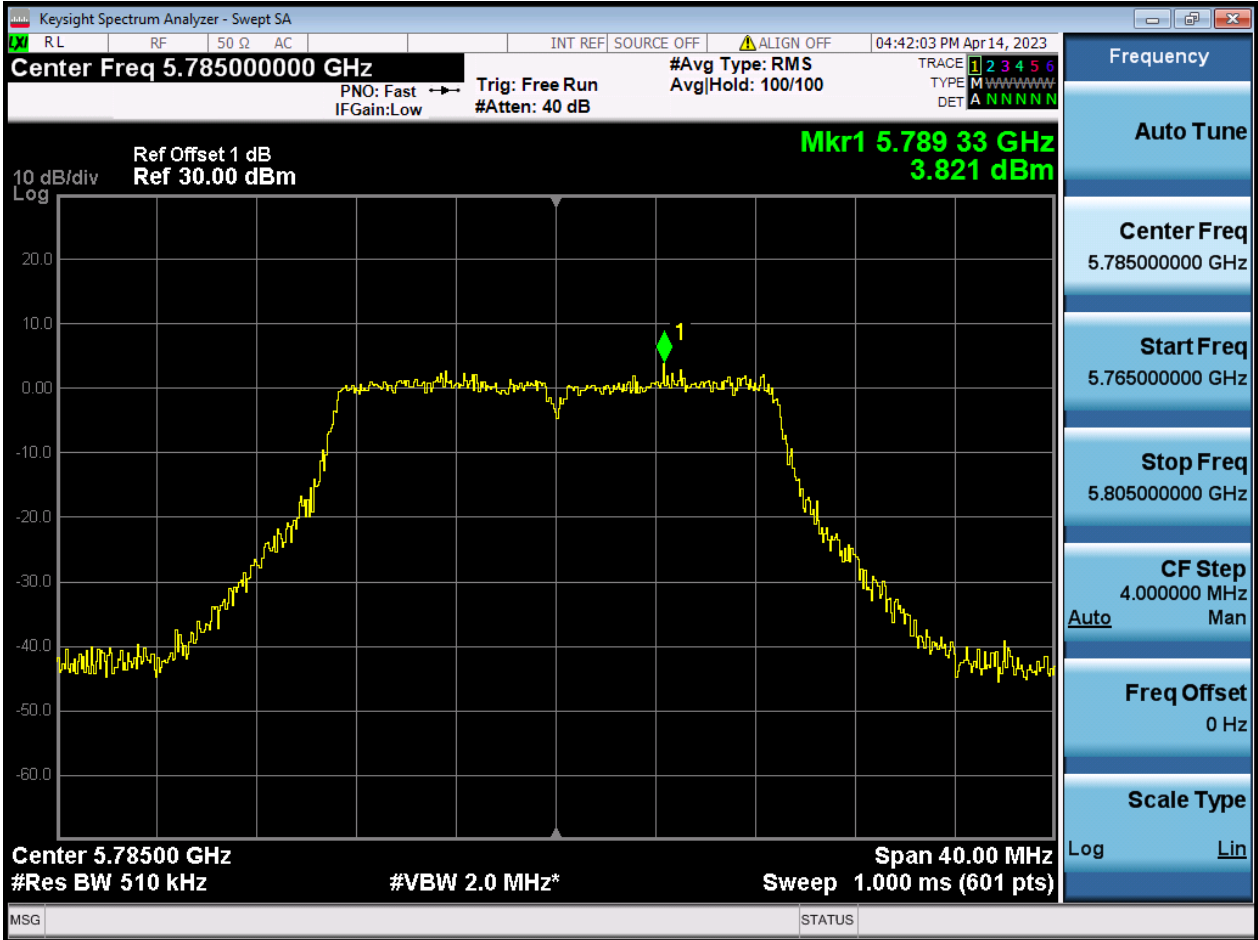 Keysight Spectrum Analyzer - Swept SA
LXI RL RF 50 Ω AC INT REF SOURCE OFF ALIGN OFF 04:42:03 PM Apr 14, 2023
Center Freq 5.785000000 GHz
PNO: Fast
IFGain:Low
Trig: Free Run
#Atten: 40 dB
#Avg Type: RMS
Avg|Hold: 100/100
TRACE 1 2 3 4 5 6
TYPE M WWWWW
DET A N N N N N
Ref Offset 1 dB
10 dB/div Ref 30.00 dBm
Log
Mkr1 5.789 33 GHz
3.821 dBm
20.0
10.0
0.00
-10.0
-20.0
-30.0
-40.0
-50.0
-60.0
1
Center 5.78500 GHz Span 40.00 MHz
#Res BW 510 kHz #VBW 2.0 MHz* Sweep 1.000 ms (601 pts)
MSG STATUS
Frequency
Auto Tune
Center Freq
5.785000000 GHz
Start Freq
5.765000000 GHz
Stop Freq
5.805000000 GHz
CF Step
4.000000 MHz
Auto Man
Freq Offset
0 Hz
Scale Type
Log Lin